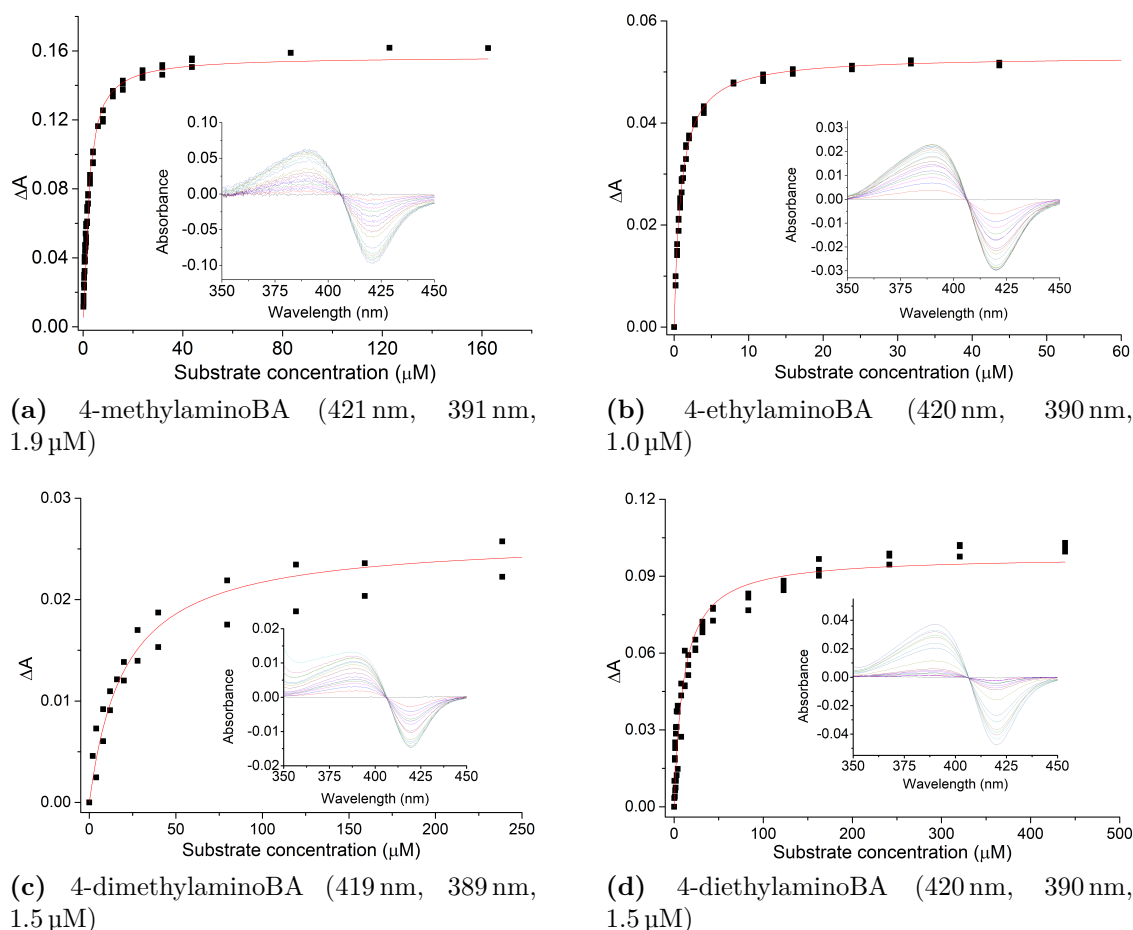 0.16
0.12
0.08
0.04
0.00
ΔA
0 40 80 120 160
Substrate concentration (μM)
0.10
0.05
0.00
-0.05
-0.10
Absorbance
350 375 400 425 450
Wavelength (nm)
(a) 4-methylaminoBA (421 nm, 391 nm,
1.9 μM)
0.06
0.04
0.02
0.00
ΔA
0 10 20 30 40 50 60
Substrate concentration (μM)
0.03
0.02
0.01
0.00
-0.01
-0.02
-0.03
Absorbance
350 375 400 425 450
Wavelength (nm)
(b) 4-ethylaminoBA (420 nm, 390 nm,
1.0 μM)
0.03
0.02
0.01
0.00
ΔA
0 50 100 150 200 250
Substrate concentration (μM)
0.02
0.01
0.00
-0.01
-0.02
Absorbance
350 375 400 425 450
Wavelength (nm)
(c) 4-dimethylaminoBA (419 nm, 389 nm,
1.5 μM)
0.12
0.09
0.06
0.03
0.00
ΔA
0 100 200 300 400 500
Substrate concentration (μM)
0.04
0.02
0.00
-0.02
-0.04
Absorbance
350 375 400 425 450
Wavelength (nm)
(d) 4-diethylaminoBA (420 nm, 390 nm,
1.5 μM)